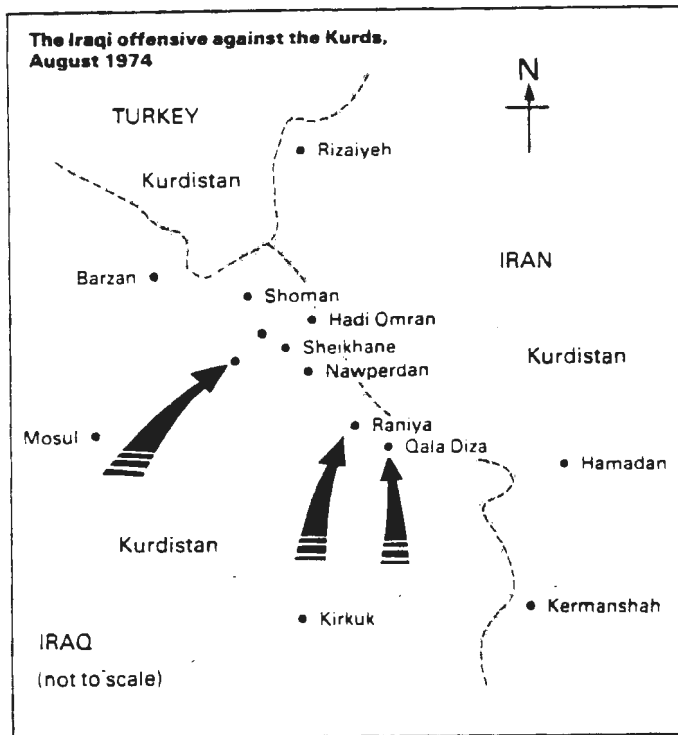 The Iraqi offensive against the Kurds,
August 1974
N
TURKEY
Rizaiyeh
Kurdistan
IRAN
Barzan
Shoman
Hadi Omran
Sheikhane
Kurdistan
Nawperdan
Raniya
Mosul
Qala Diza
Hamadan
Kurdistan
Kermanshah
Kirkuk
IRAQ
(not to scale)